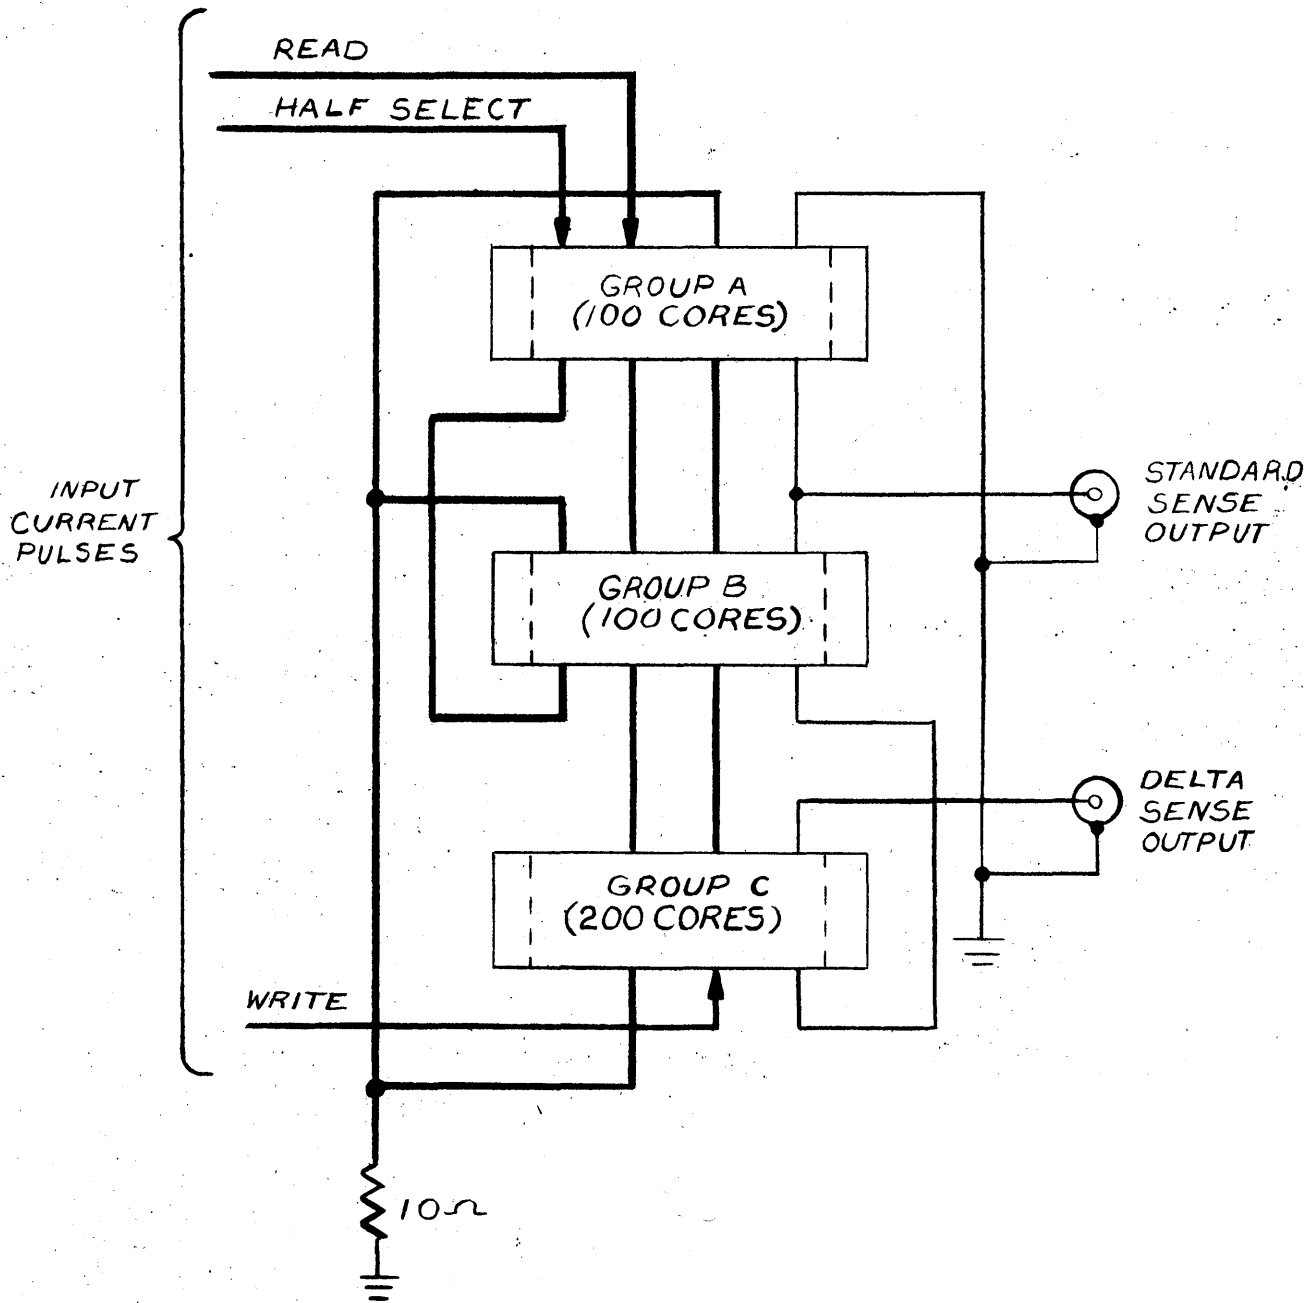 READ
HALF SELECT
GROUP A
(100 CORES)
INPUT
CURRENT
PULSES
STANDARD
SENSE
OUTPUT
GROUP B
(100 CORES)
DELTA
SENSE
OUTPUT
GROUP C
(200 CORES)
WRITE
10Ω